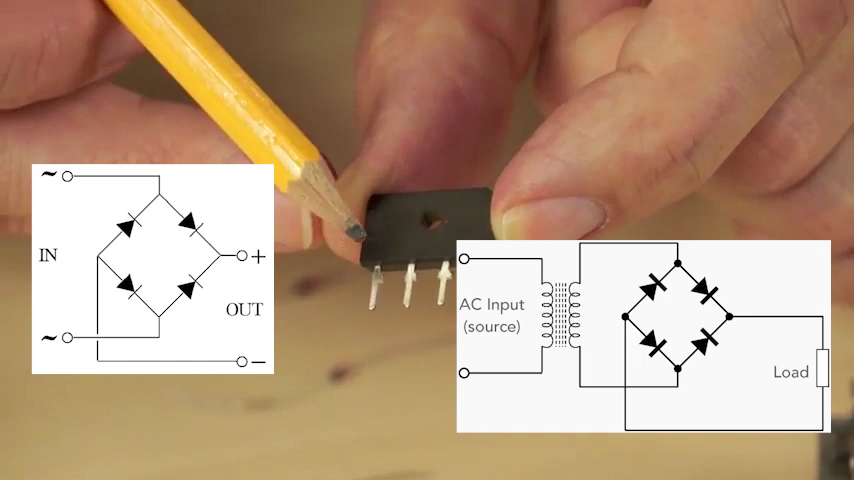 ~
IN
+
OUT
~
−
AC Input
(source)
Load